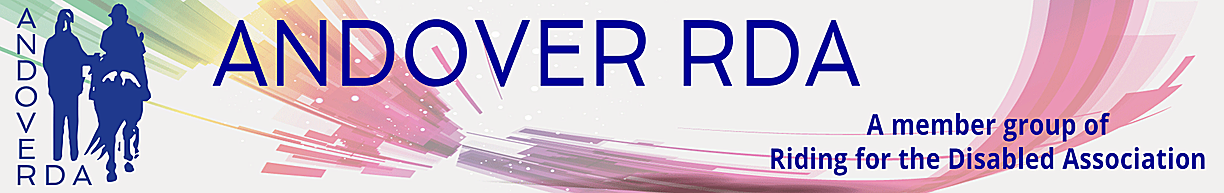 ANDOVER
RDA
ANDOVER RDA
A member group of
Riding for the Disabled Association